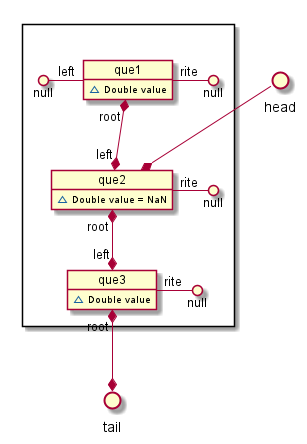 que1
Double value
left
null
rite
null
root
head
left
que2
Double value = NaN
rite
null
root
left
que3
Double value
rite
null
root
tail